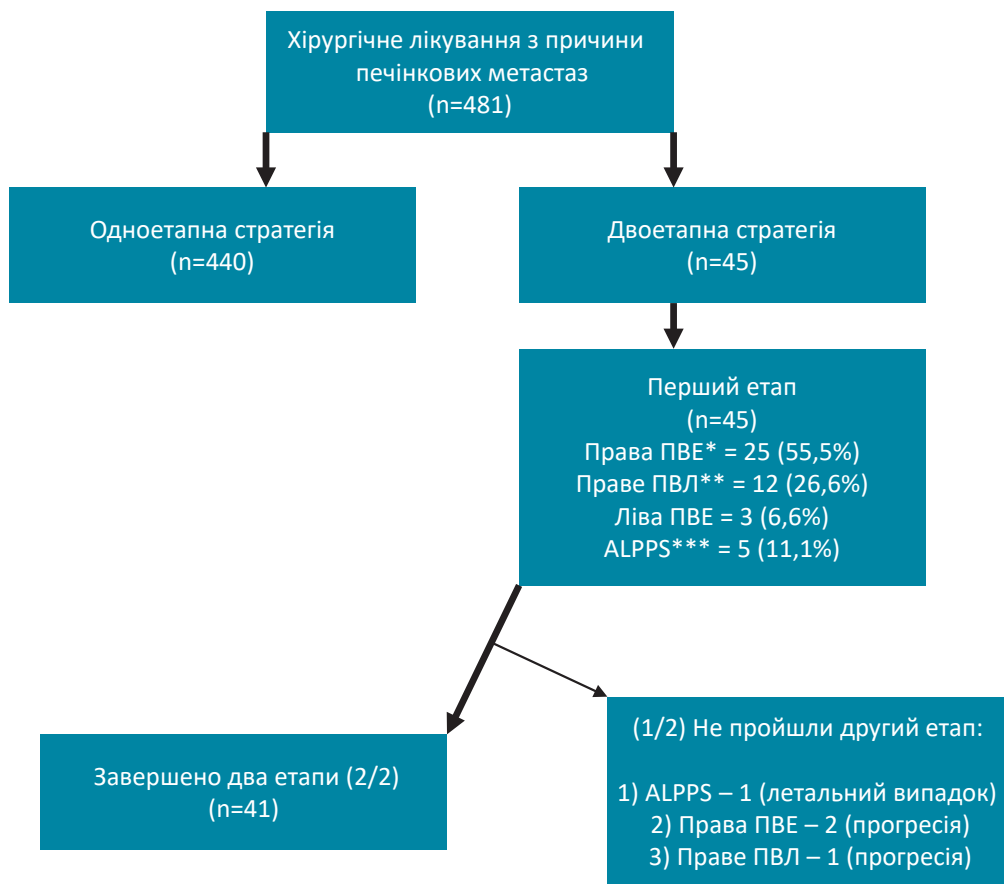 Хірургічне лікування з причини
печінкових метастаз
(n=481)
Одноетапна стратегія
(n=440)
Двоетапна стратегія
(n=45)
Перший етап
(n=45)
Права ПВЕ* = 25 (55,5%)
Праве ПВЛ** = 12 (26,6%)
Ліва ПВЕ = 3 (6,6%)
ALPPS*** = 5 (11,1%)
Завершено два етапи (2/2)
(n=41)
(1/2) Не пройшли другий етап:
1) ALPPS – 1 (летальний випадок)
2) Права ПВЕ – 2 (прогресія)
3) Праве ПВЛ – 1 (прогресія)